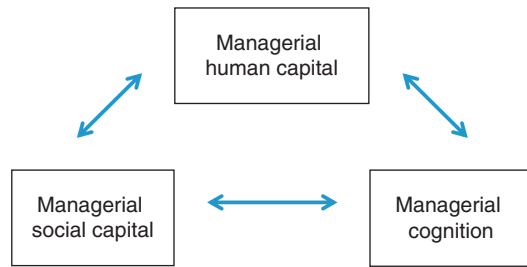 Managerial
human capital
Managerial
social capital
Managerial
cognition